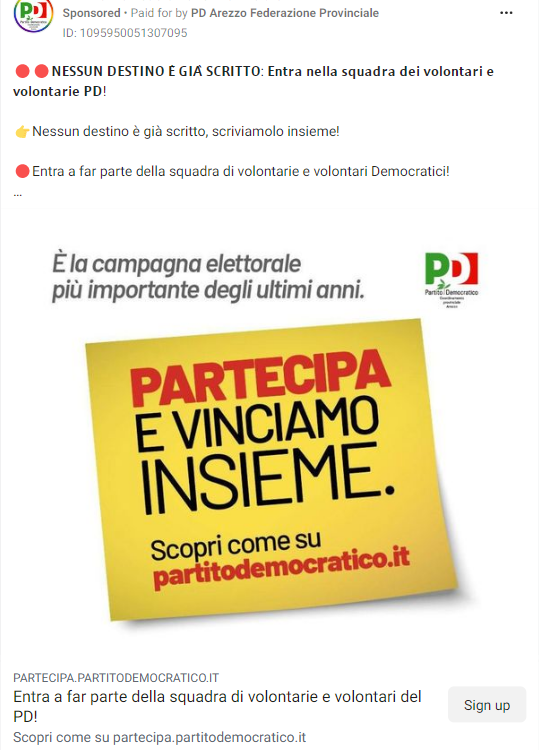 Sponsored • Paid for by PD Arezzo Federazione Provinciale
ID: 1095950051307095
🔴🔴NESSUN DESTINO È GIÀ SCRITTO: Entra nella squadra dei volontari e
volontarie PD!
👉Nessun destino è già scritto, scriviamolo insieme!
🔴Entra a far parte della squadra di volontarie e volontari Democratici!
...
È la campagna elettorale
più importante degli ultimi anni.
PD
Partito Democratico
Coordinamento
provinciale
Arezzo
PARTECIPA
E VINCIAMO
INSIEME.
Scopri come su
partitodemocratico.it
PARTECIPA.PARTITODEMOCRATICO.IT
Entra a far parte della squadra di volontarie e volontari del
PD!
Sign up
Scopri come su partecipa.partitodemocratico.it